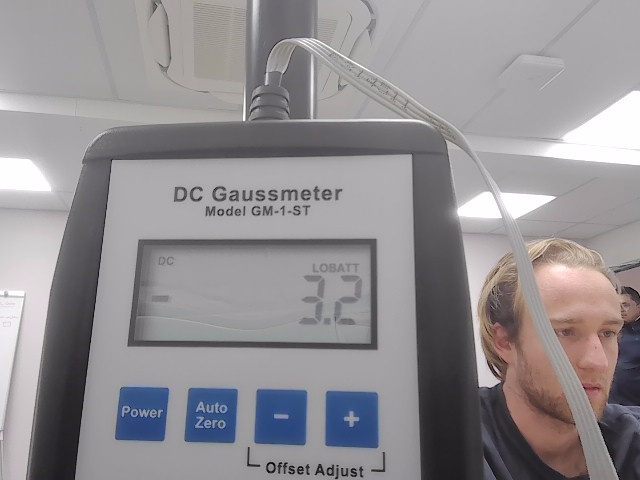 DC Gaussmeter
Model GM-1-ST
DC
LOBATT
- 3.2
Power
Auto
Zero
-
+
Offset Adjust